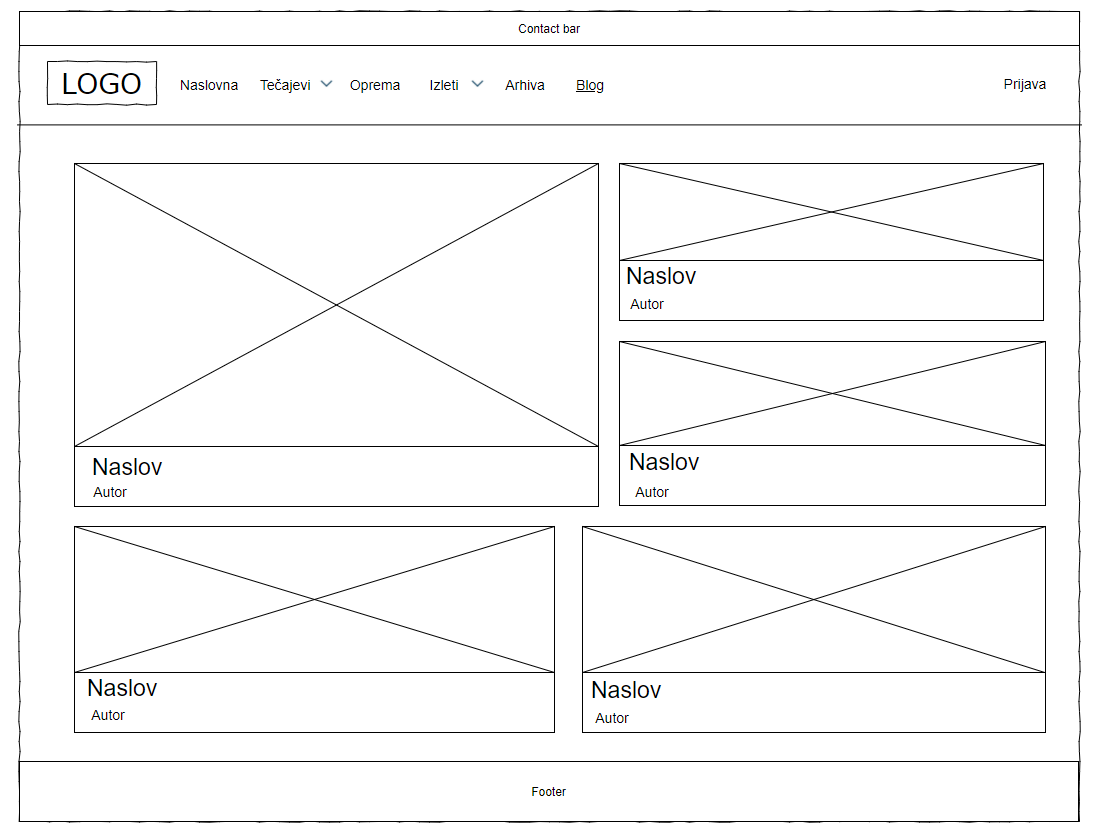 Contact bar
LOGO
Naslovna
Tečajevi
Oprema
Izleti
Arhiva
Blog
Prijava
Naslov
Autor
Naslov
Autor
Naslov
Autor
Naslov
Autor
Naslov
Autor
Footer